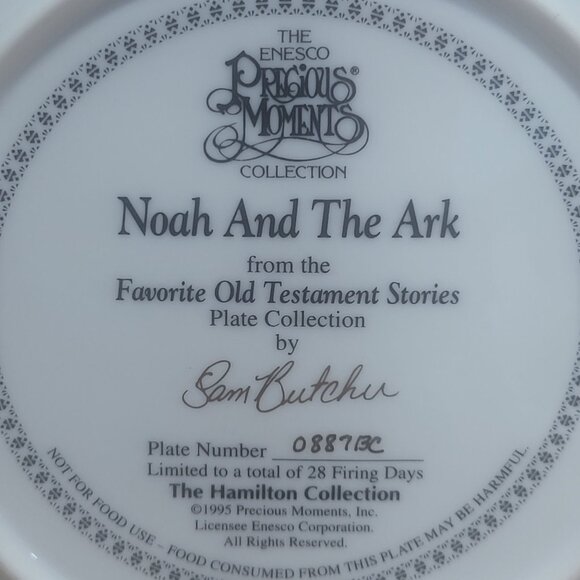 THE
ENESCO
PRECIOUS®
MOMENTS
COLLECTION
Noah And The Ark
from the
Favorite Old Testament Stories
Plate Collection
by
Sam Butcher
Plate Number 0887BC
Limited to a total of 28 Firing Days
The Hamilton Collection
©1995 Precious Moments, Inc.
Licensee Enesco Corporation.
All Rights Reserved.
NOT FOR FOOD USE - FOOD CONSUMED FROM THIS PLATE MAY BE HARMFUL.